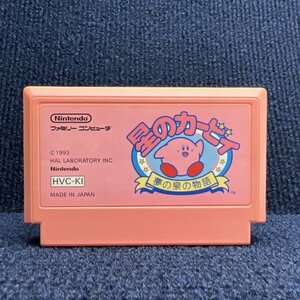 Nintendo
ファミリー コンピュータ
© 1993
HAL LABORATORY INC.
Nintendo
HVC-KI
MADE IN JAPAN
星のカービィ
夢の泉の物語
TM